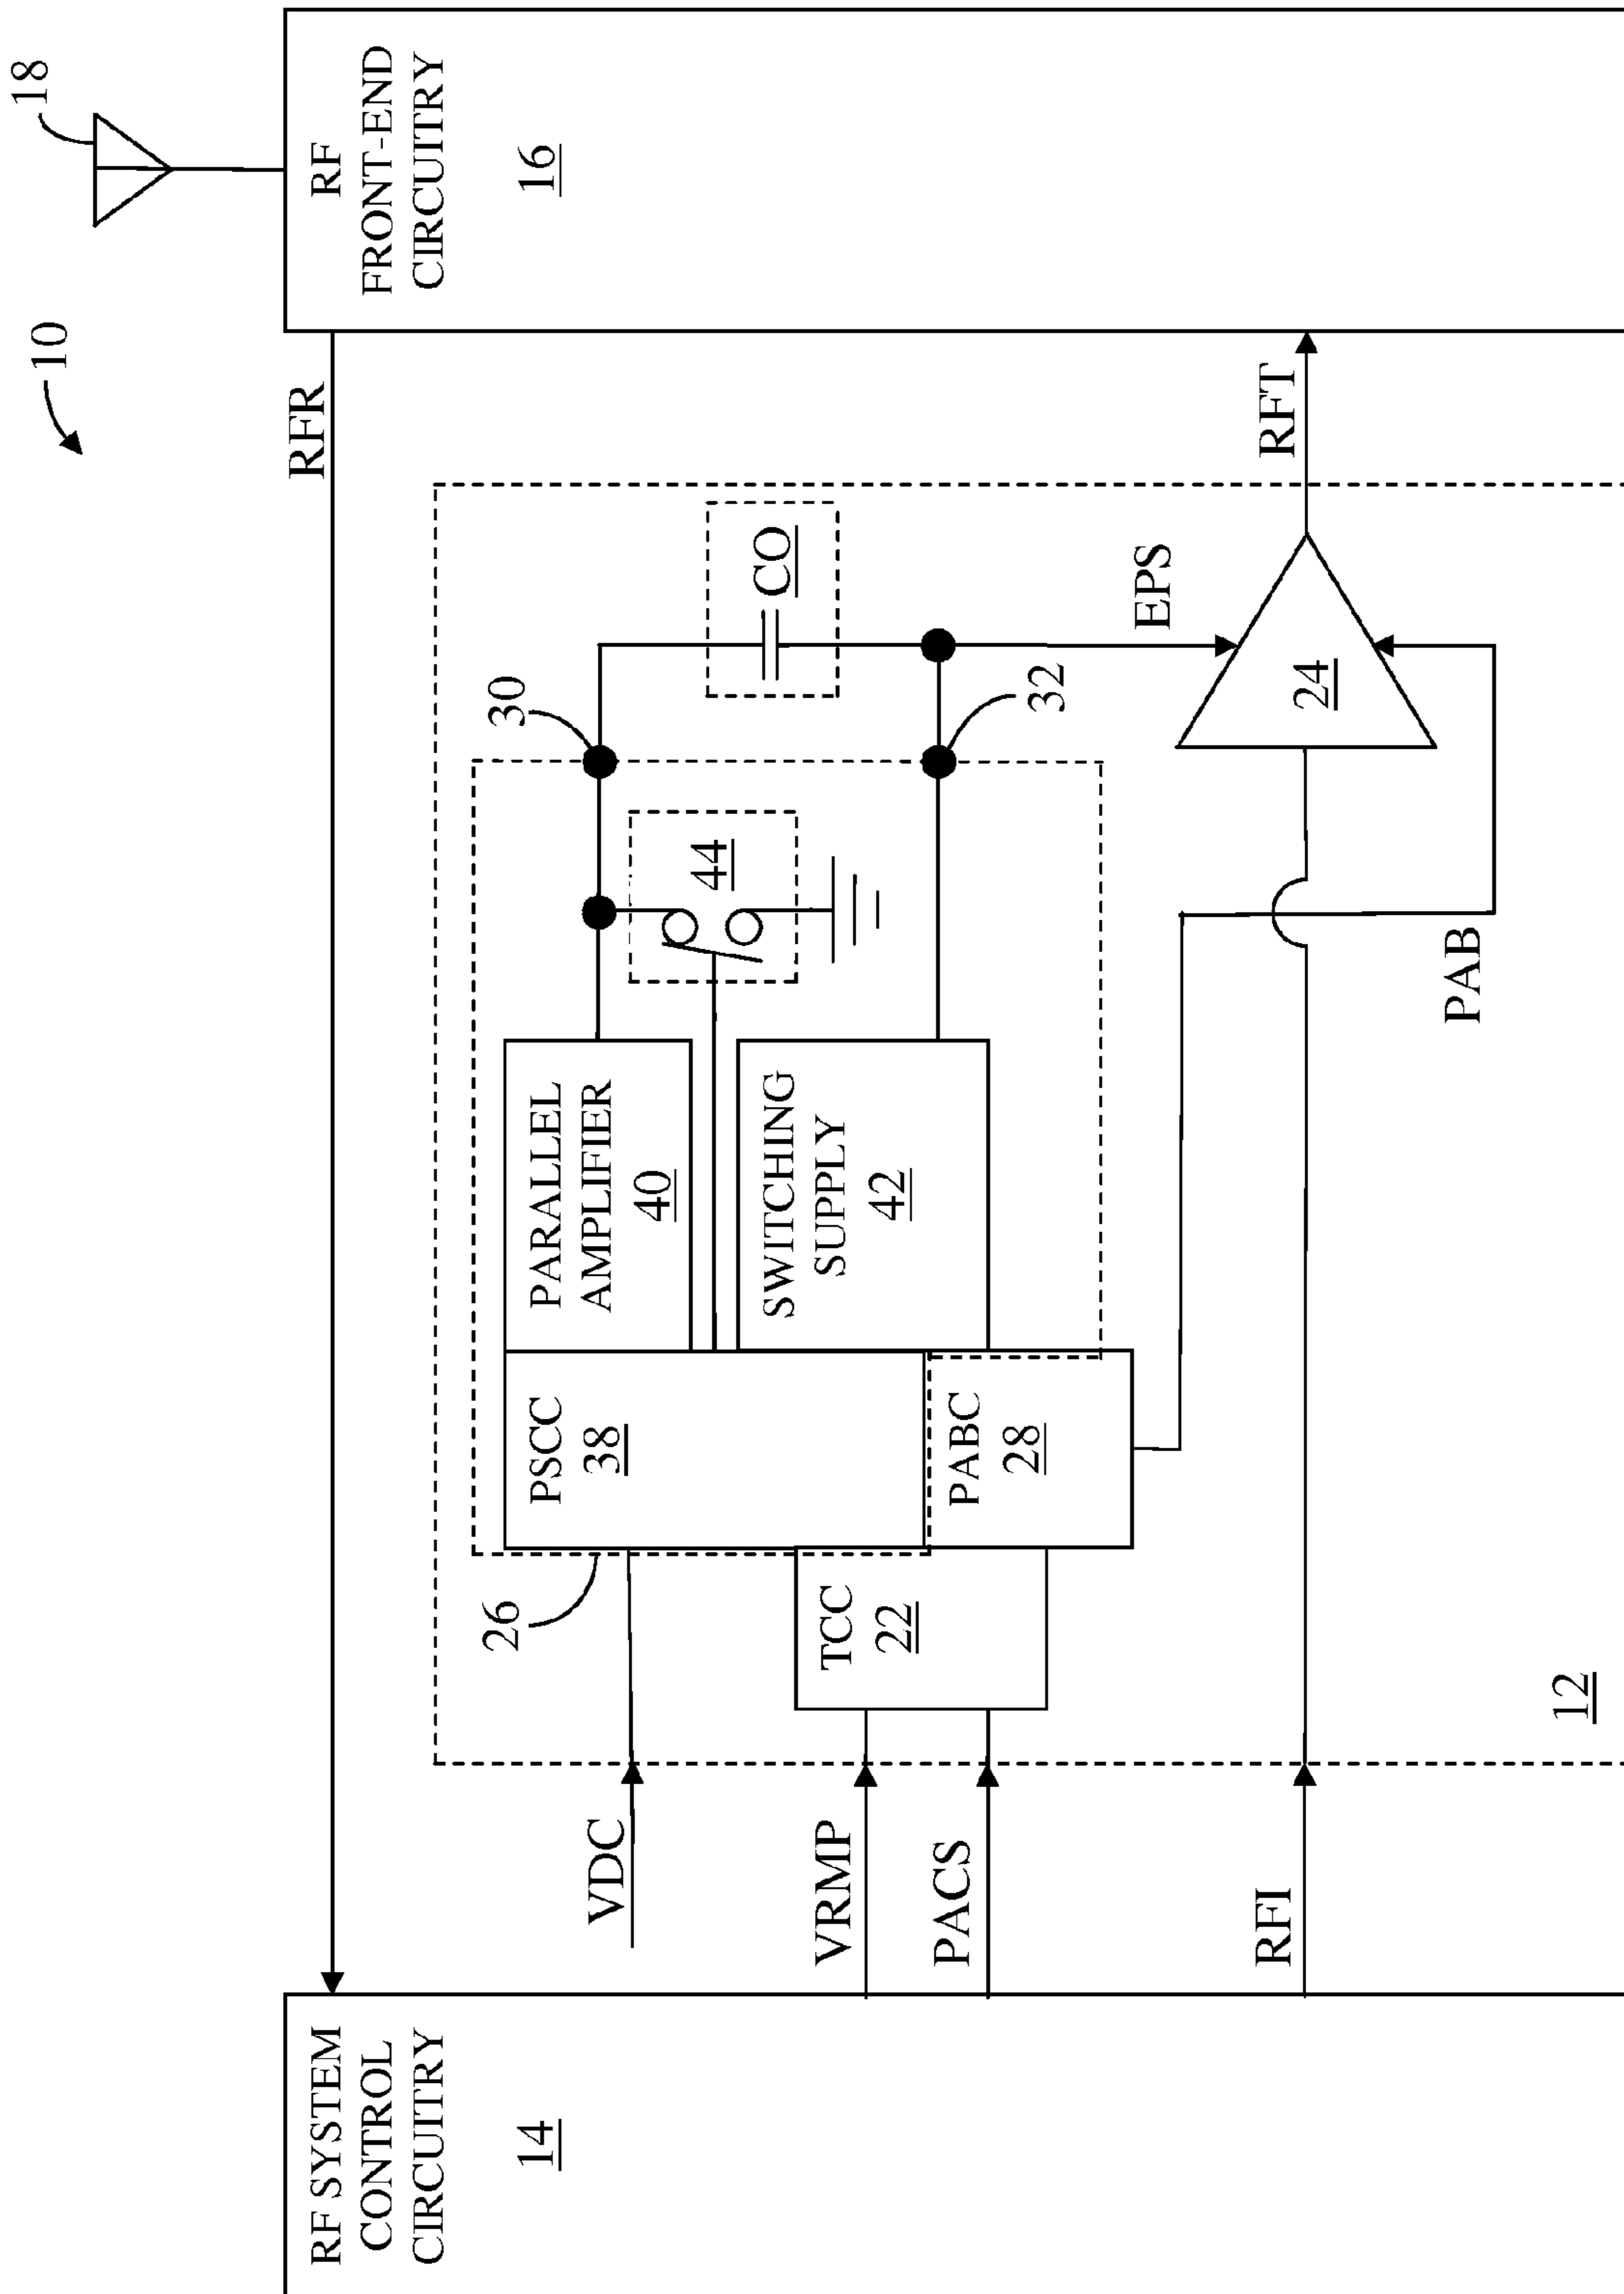 18
10
RF SYSTEM
CONTROL
CIRCUITRY
14
RFR
RF
FRONT-END
CIRCUITRY
16
26
30
VDC
PSCC
38
PARALLEL
AMPLIFIER
40
44
CO
VRMP
TCC
22
SWITCHING
SUPPLY
42
PACS
PABC
28
32
EPS
RFI
24
RFT
PAB
12